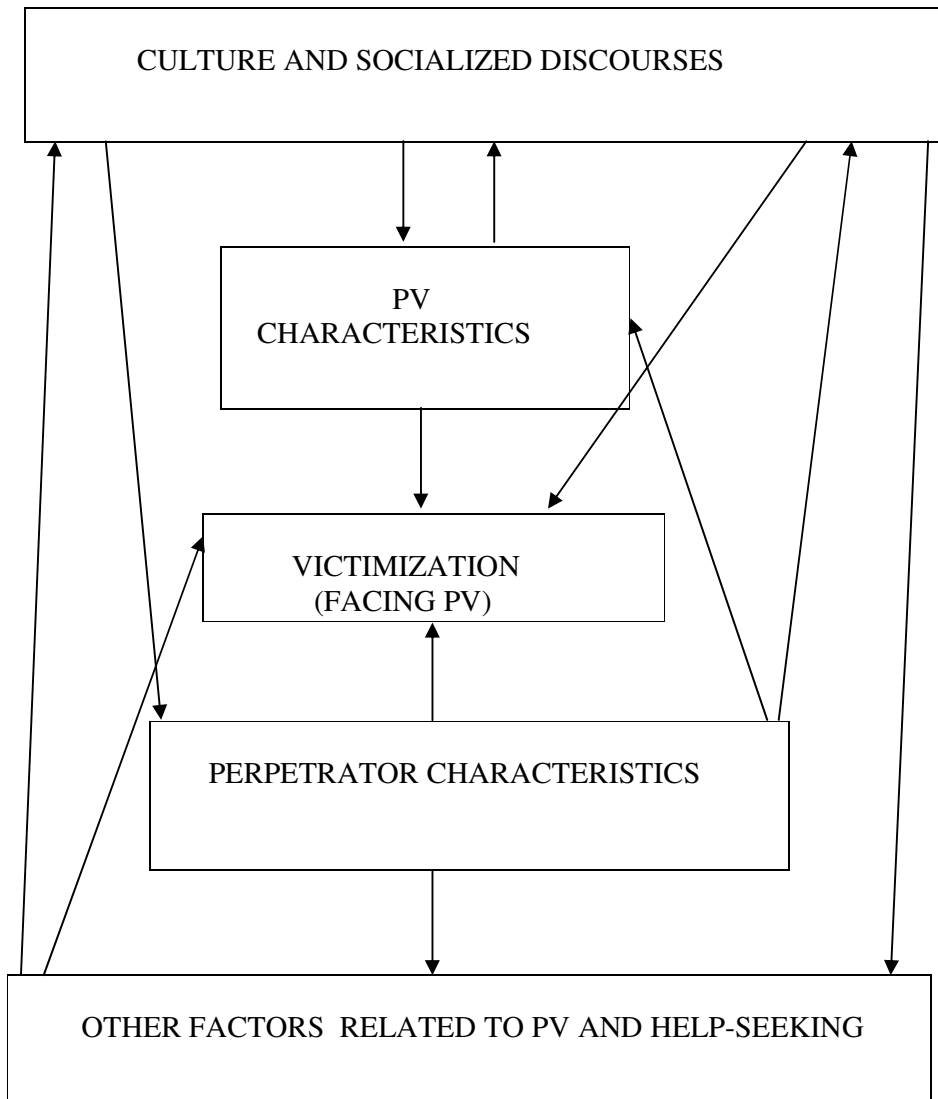 CULTURE AND SOCIALIZED DISCOURSES
PV
CHARACTERISTICS
VICTIMIZATION
(FACING PV)
PERPETRATOR CHARACTERISTICS
OTHER FACTORS RELATED TO PV AND HELP-SEEKING